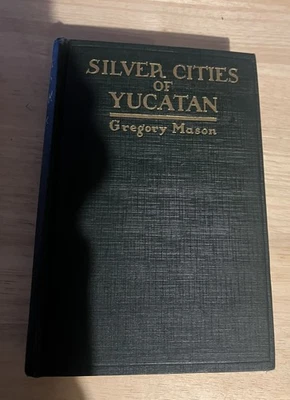 SILVER CITIES
OF
YUCATAN
Gregory Mason